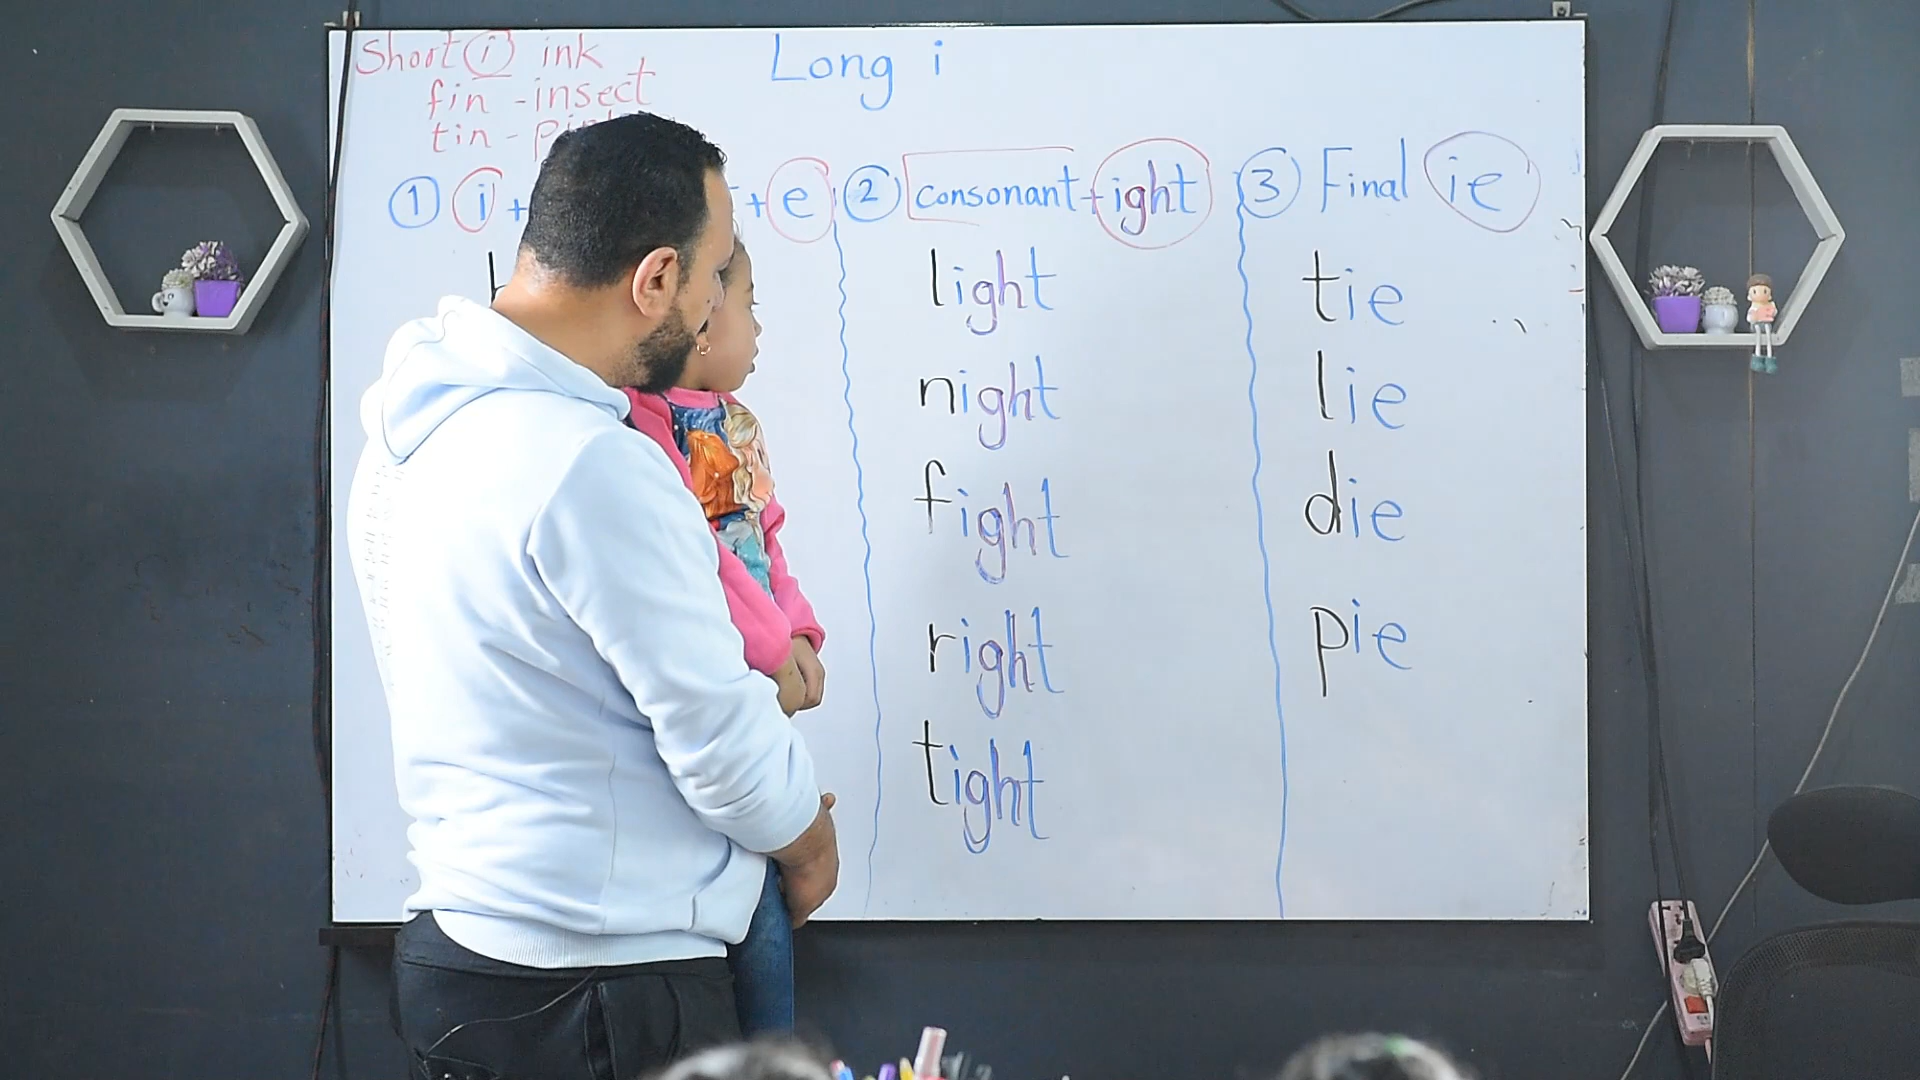 Short i ink
fin - insect
tin -
Long i
1 i +
+ e
2 consonant + ight
light
night
fight
right
tight
3 Final ie
tie
lie
die
pie